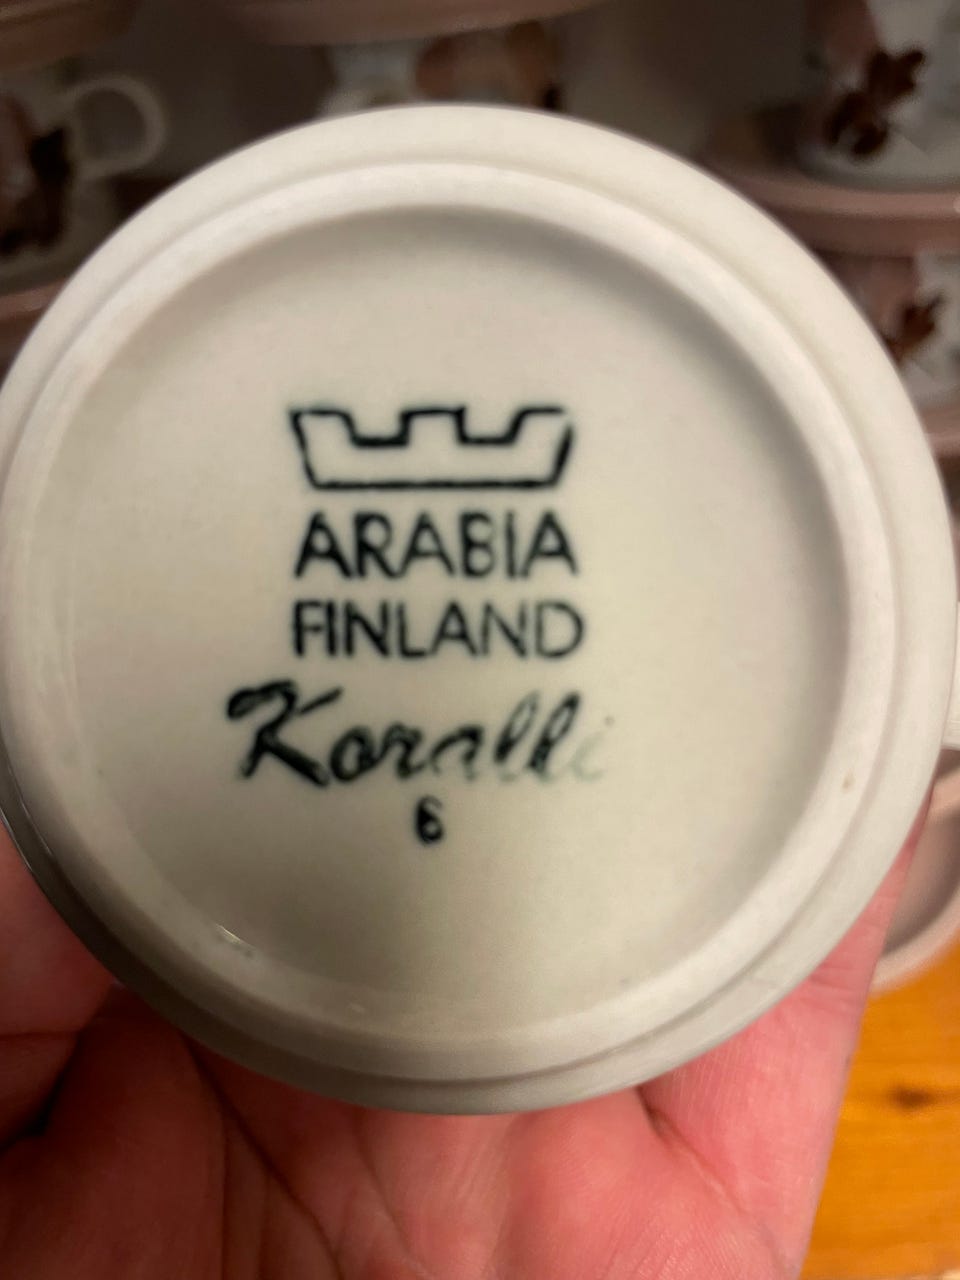 ARABIA
FINLAND
Koralli
6